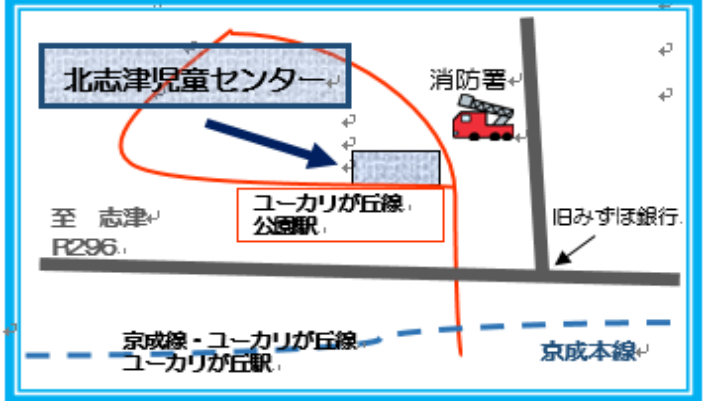 北志津児童センター
消防署
ユーカリが丘線
公園駅
至　志津
R296
旧みずほ銀行
京成線・ユーカリが丘線
ユーカリが丘駅
京成本線